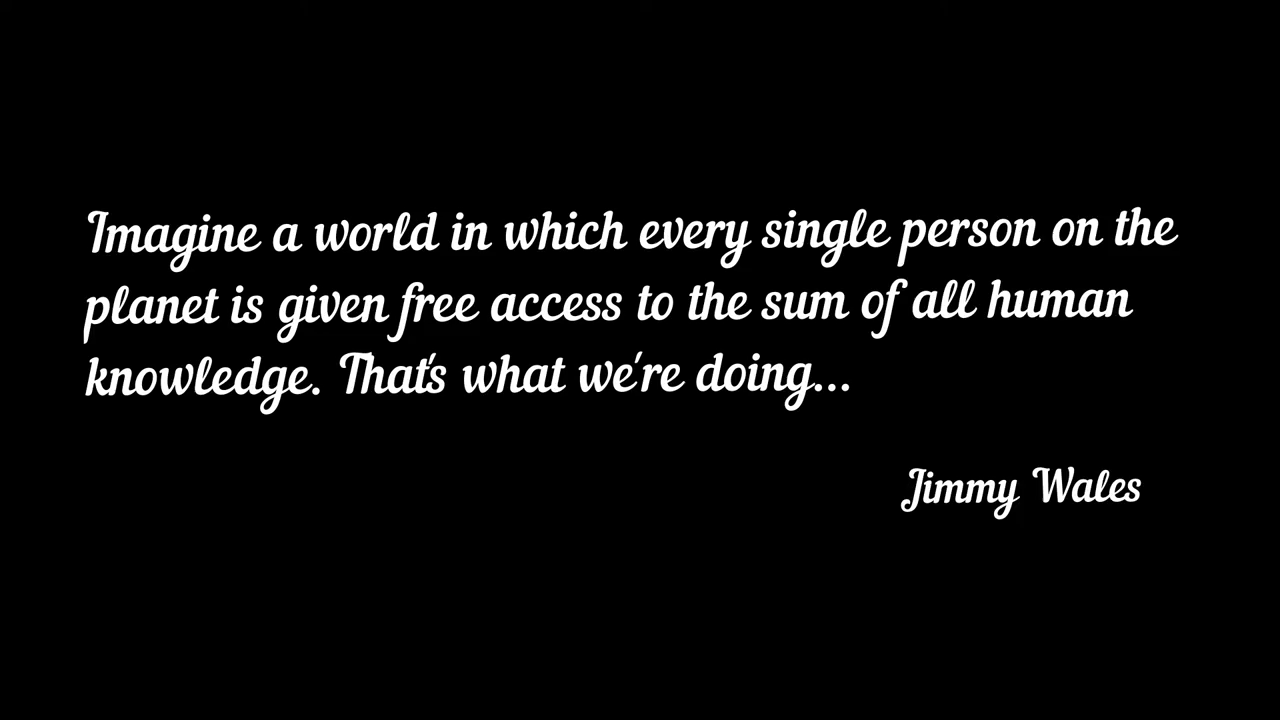 Imagine a world in which every single person on the
planet is given free access to the sum of all human
knowledge. That's what we're doing...
Jimmy Wales